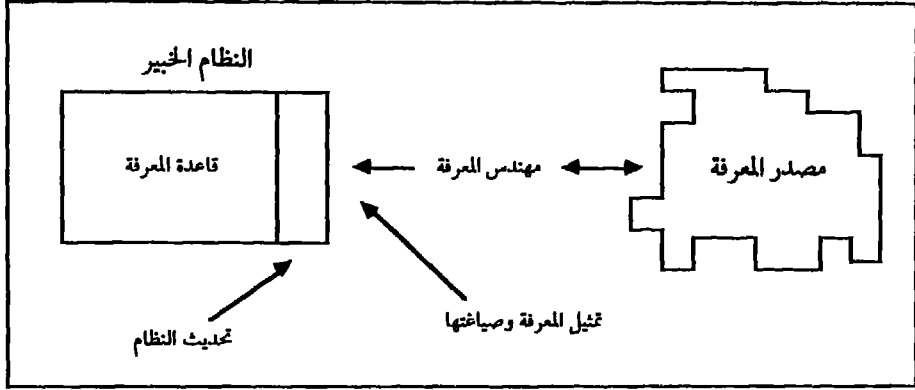 النظام الخبير
مصدر المعرفة
مهندس المعرفة
قاعدة المعرفة
تمثيل المعرفة وصياغتها
تحديث النظام